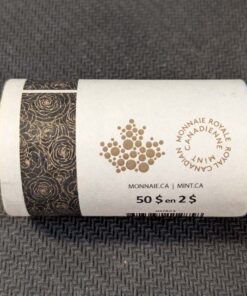 MONNAIE ROYALE CANADIENNE
ROYAL CANADIAN MINT
MONNAIE.CA | MINT.CA
50 $ en 2 $